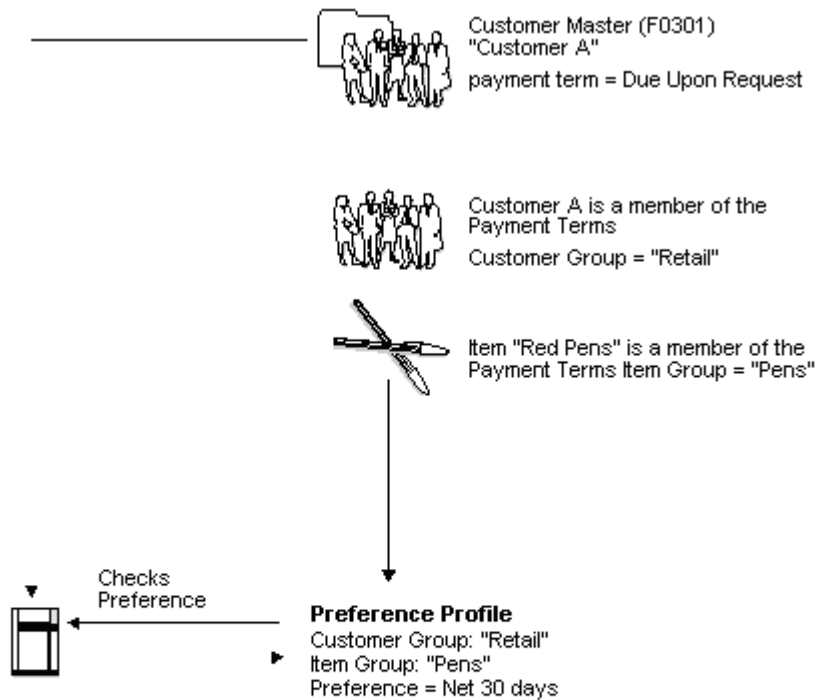 Customer Master (F0301)
"Customer A"
payment term = Due Upon Request
Customer A is a member of the
Payment Terms
Customer Group = "Retail"
Item "Red Pens" is a member of the
Payment Terms Item Group = "Pens"
Checks
Preference
Preference Profile
Customer Group: "Retail"
Item Group: "Pens"
Preference = Net 30 days